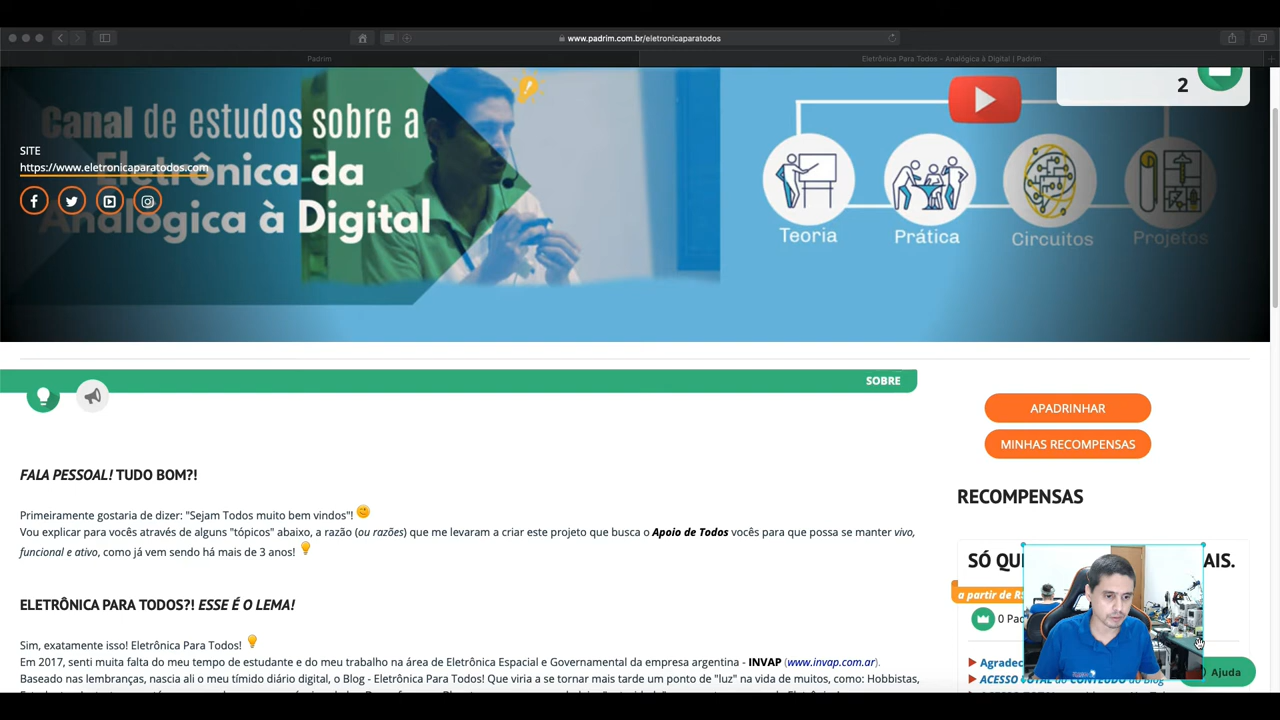 www.padrim.com.br/eletronicaparatodos
Padrim
Eletrônica Para Todos - Analógica à Digital | Padrim
2
Canal de estudos sobre a
Eletrônica da
Analógica à Digital
SITE
https://www.eletronicaparatodos.com
Teoria
Prática
Circuitos
Projetos
SOBRE
APADRINHAR
MINHAS RECOMPENSAS
FALA PESSOAL! TUDO BOM?!
Primeiramente gostaria de dizer: "Sejam Todos muito bem vindos"!
Vou explicar para vocês através de alguns "tópicos" abaixo, a razão (ou razões) que me levaram a criar este projeto que busca o Apoio de Todos vocês para que possa se manter vivo,
funcional e ativo, como já vem sendo há mais de 3 anos!
ELETRÔNICA PARA TODOS?! ESSE É O LEMA!
Sim, exatamente isso! Eletrônica Para Todos!
Em 2017, senti muita falta do meu tempo de estudante e do meu trabalho na área de Eletrônica Espacial e Governamental da empresa argentina - INVAP (www.invap.com.ar).
Baseado nas lembranças, nascia ali o meu tímido diário digital, o Blog - Eletrônica Para Todos! Que viria se tornar mais tarde um ponto de "luz" na vida de muitos, como: Hobbistas,
RECOMPENSAS
SÓ QU AIS.
a partir de R$
0 Pad
Agradec
ACESSO TOTAL ao CONTEÚDO do Blog
Ajuda